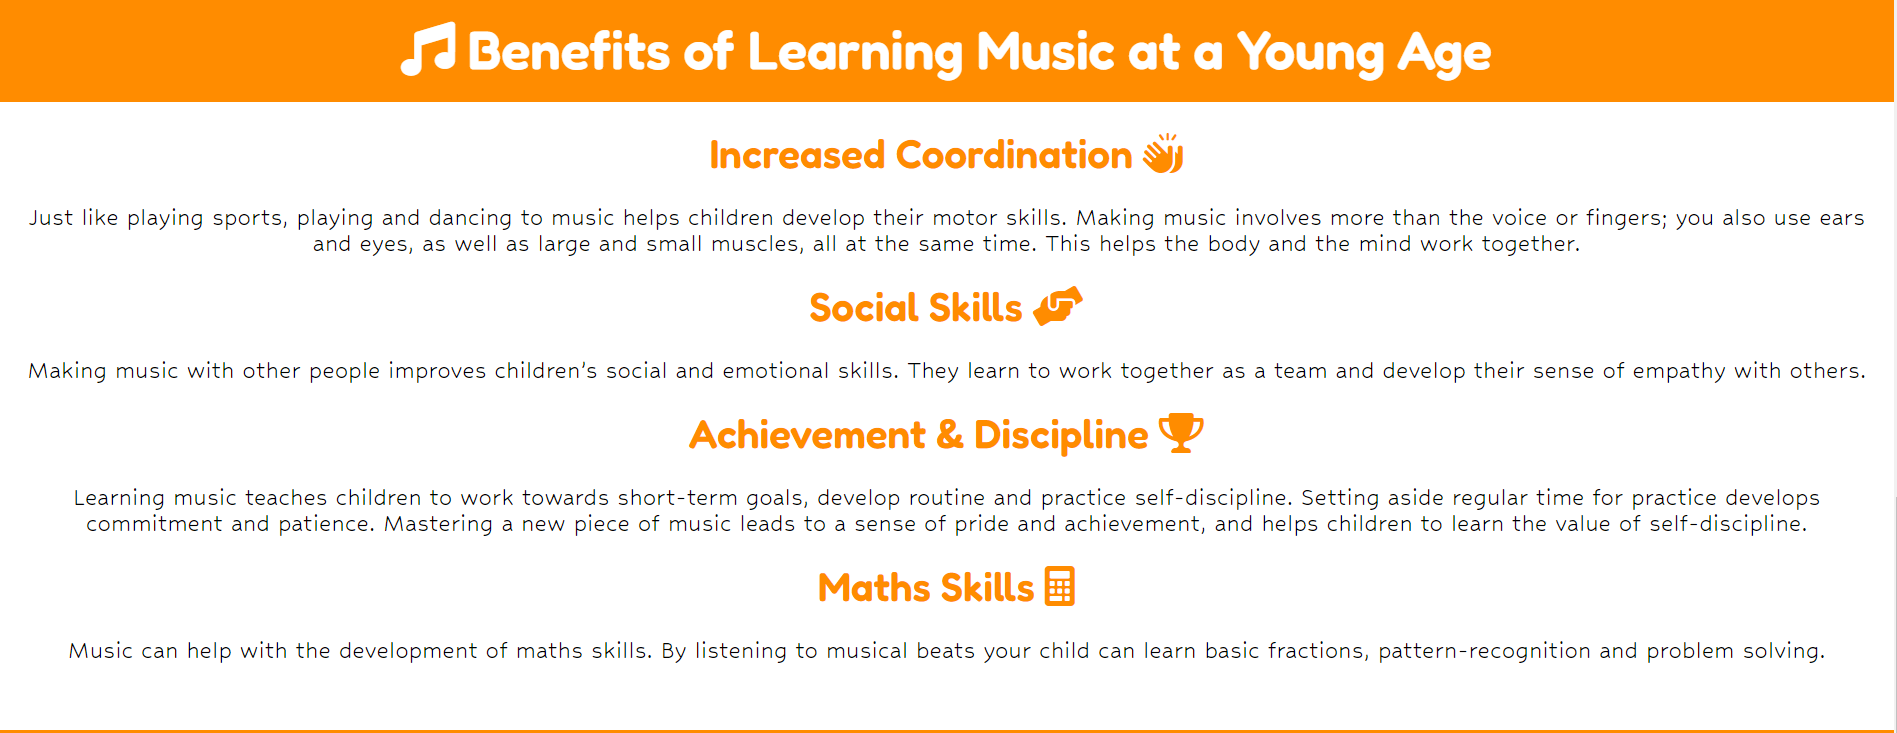 Benefits of Learning Music at a Young Age
Increased Coordination
Just like playing sports, playing and dancing to music helps children develop their motor skills. Making music involves more than the voice or fingers; you also use ears
and eyes, as well as large and small muscles, all at the same time. This helps the body and the mind work together.
Social Skills
Making music with other people improves children's social and emotional skills. They learn to work together as a team and develop their sense of empathy with others.
Achievement & Discipline
Learning music teaches children to work towards short-term goals, develop routine and practice self-discipline. Setting aside regular time for practice develops
commitment and patience. Mastering a new piece of music leads to a sense of pride and achievement, and helps children to learn the value of self-discipline.
Maths Skills
Music can help with the development of maths skills. By listening to musical beats your child can learn basic fractions, pattern-recognition and problem solving.